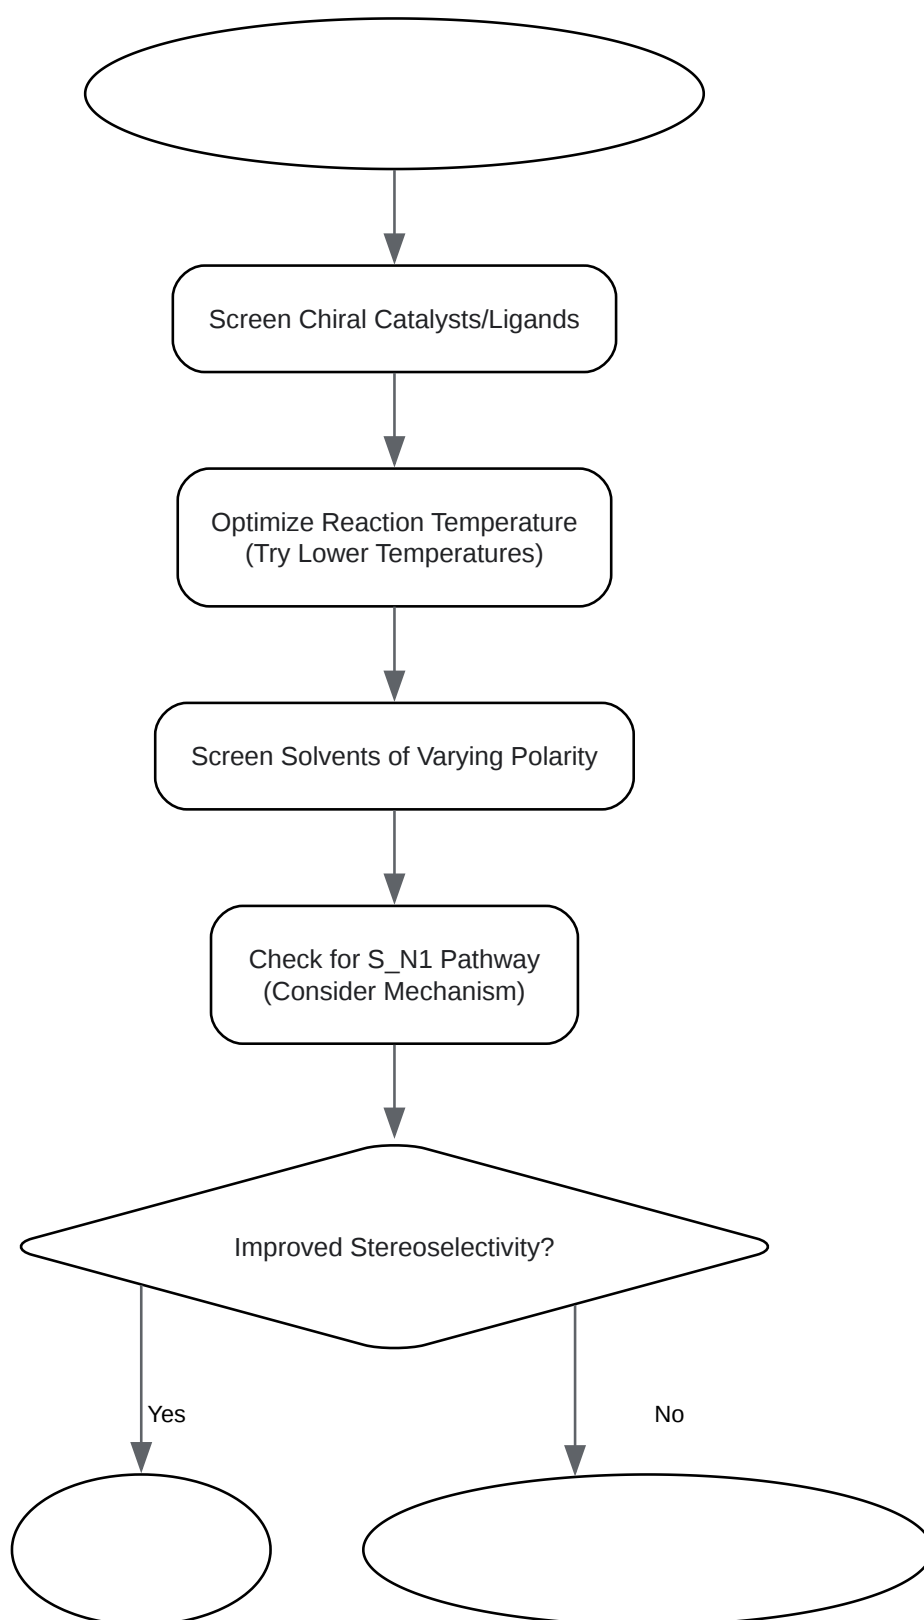 Screen Chiral Catalysts/Ligands
Optimize Reaction Temperature
(Try Lower Temperatures)
Screen Solvents of Varying Polarity
Check for S_N1 Pathway
(Consider Mechanism)
Improved Stereoselectivity?
Yes
No